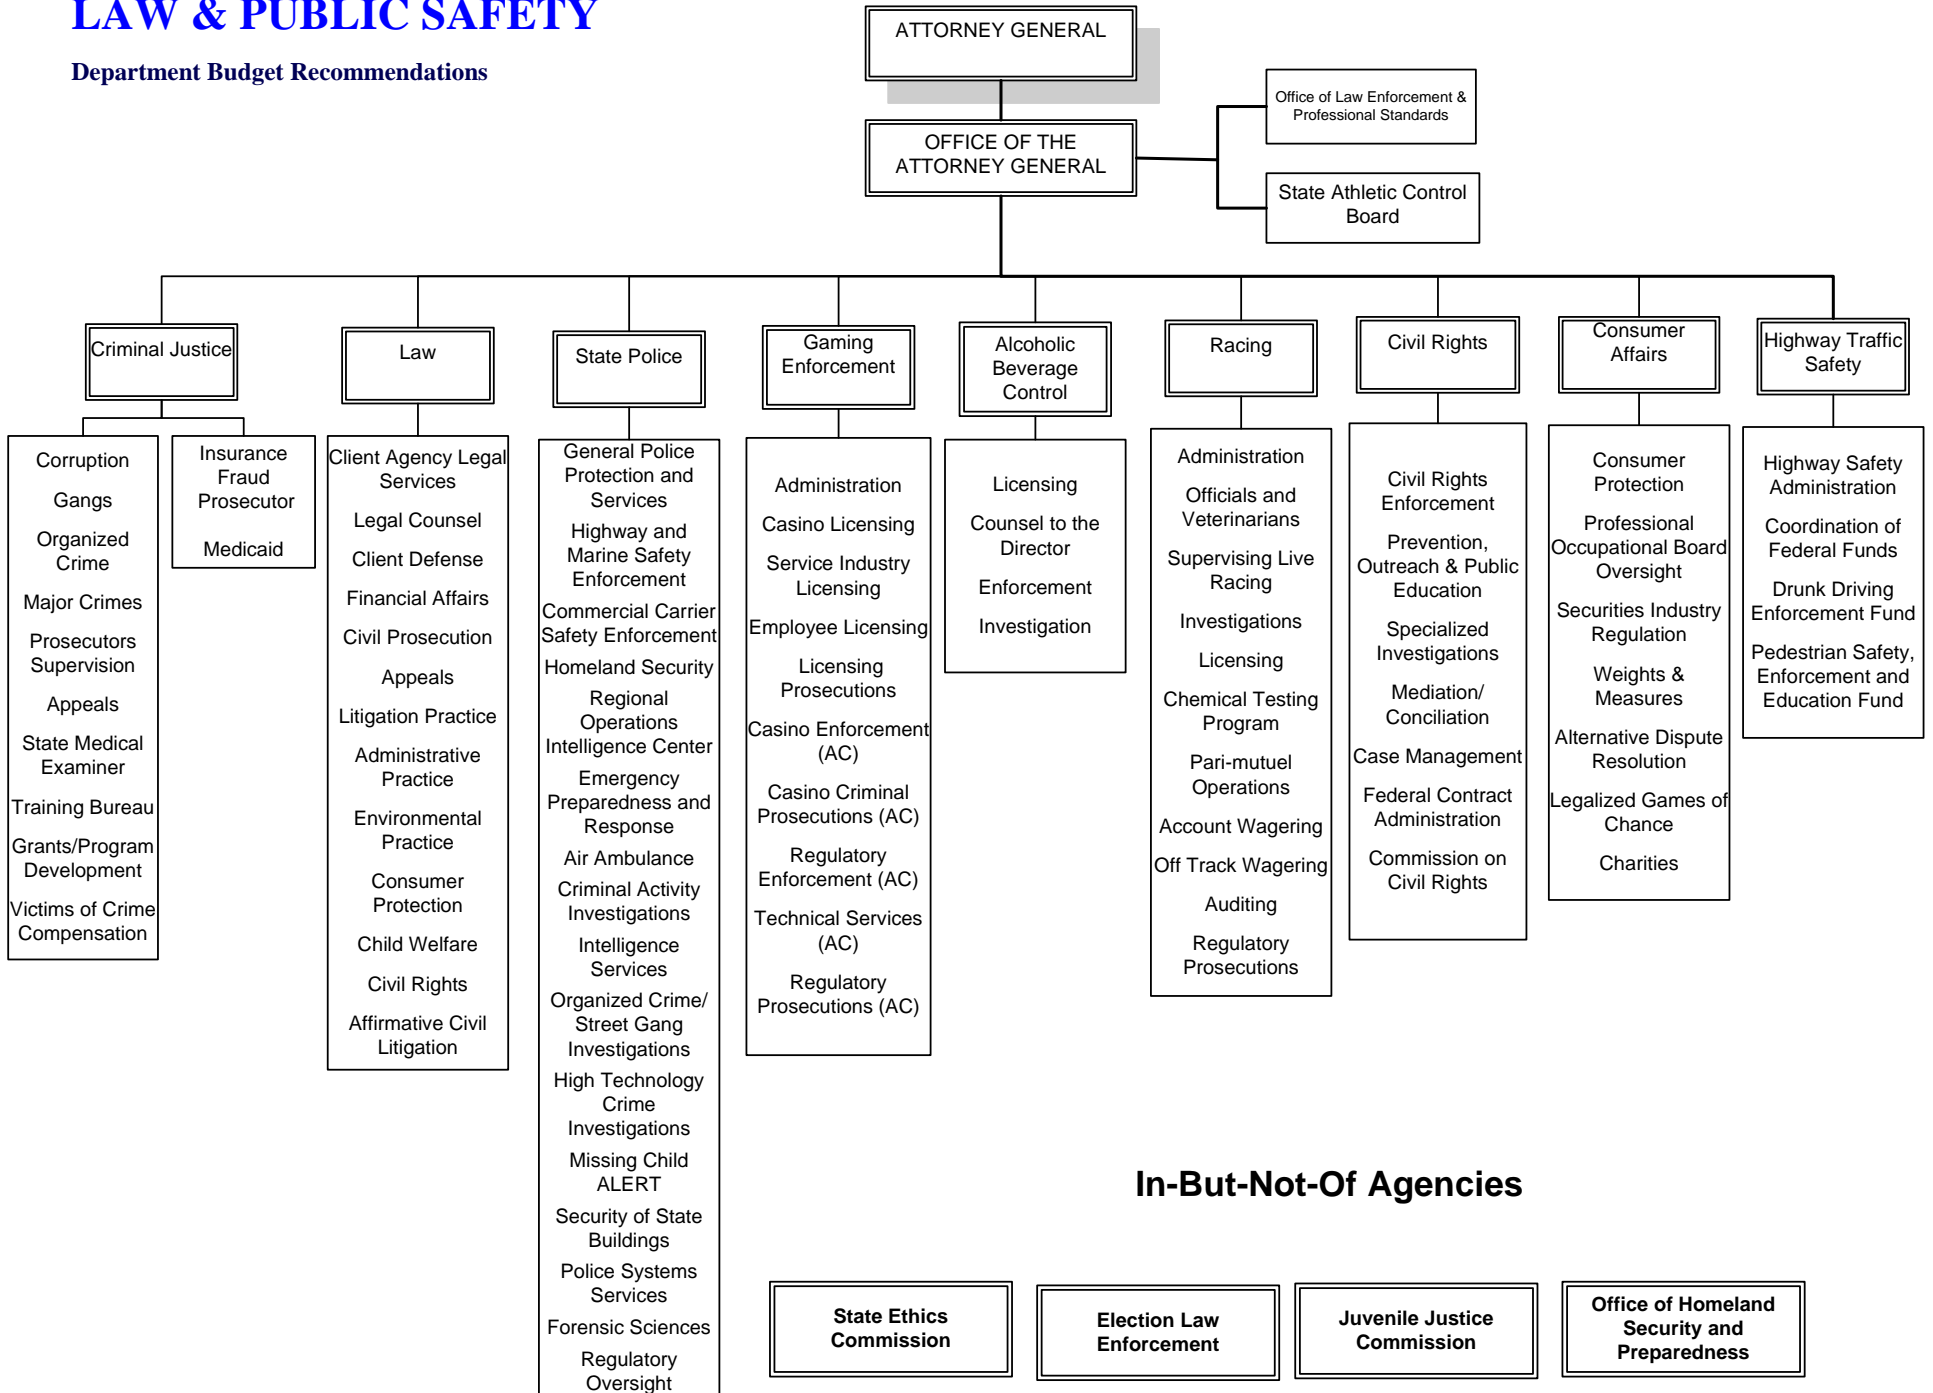 LAW & PUBLIC SAFETY
Department Budget Recommendations
ATTORNEY GENERAL
OFFICE OF THE
ATTORNEY GENERAL
Office of Law Enforcement &
Professional Standards
State Athletic Control
Board
Criminal Justice
Corruption
Gangs
Organized
Crime
Major Crimes
Prosecutors
Supervision
Appeals
State Medical
Examiner
Training Bureau
Grants/Program
Development
Victims of Crime
Compensation
Insurance
Fraud
Prosecutor
Medicaid
Law
Client Agency Legal
Services
Legal Counsel
Client Defense
Financial Affairs
Civil Prosecution
Appeals
Litigation Practice
Administrative
Practice
Environmental
Practice
Consumer
Protection
Child Welfare
Civil Rights
Affirmative Civil
Litigation
State Police
General Police
Protection and
Services
Highway and
Marine Safety
Enforcement
Commercial Carrier
Safety Enforcement
Homeland Security
Regional
Operations
Intelligence Center
Emergency
Preparedness and
Response
Air Ambulance
Criminal Activity
Investigations
Intelligence
Services
Organized Crime/
Street Gang
Investigations
High Technology
Crime
Investigations
Missing Child
ALERT
Security of State
Buildings
Police Systems
Services
Forensic Sciences
Regulatory
Oversight
Gaming
Enforcement
Administration
Casino Licensing
Service Industry
Licensing
Employee Licensing
Licensing
Prosecutions
Casino Enforcement
(AC)
Casino Criminal
Prosecutions (AC)
Regulatory
Enforcement (AC)
Technical Services
(AC)
Regulatory
Prosecutions (AC)
Alcoholic
Beverage
Control
Licensing
Counsel to the
Director
Enforcement
Investigation
Racing
Administration
Officials and
Veterinarians
Supervising Live
Racing
Investigations
Licensing
Chemical Testing
Program
Pari-mutuel
Operations
Account Wagering
Off Track Wagering
Auditing
Regulatory
Prosecutions
Civil Rights
Civil Rights
Enforcement
Prevention,
Outreach & Public
Education
Specialized
Investigations
Mediation/
Conciliation
Case Management
Federal Contract
Administration
Commission on
Civil Rights
Consumer
Affairs
Consumer
Protection
Professional
Occupational Board
Oversight
Securities Industry
Regulation
Weights &
Measures
Alternative Dispute
Resolution
Legalized Games of
Chance
Charities
Highway Traffic
Safety
Highway Safety
Administration
Coordination of
Federal Funds
Drunk Driving
Enforcement Fund
Pedestrian Safety,
Enforcement and
Education Fund
In-But-Not-Of Agencies
State Ethics
Commission
Election Law
Enforcement
Juvenile Justice
Commission
Office of Homeland
Security and
Preparedness